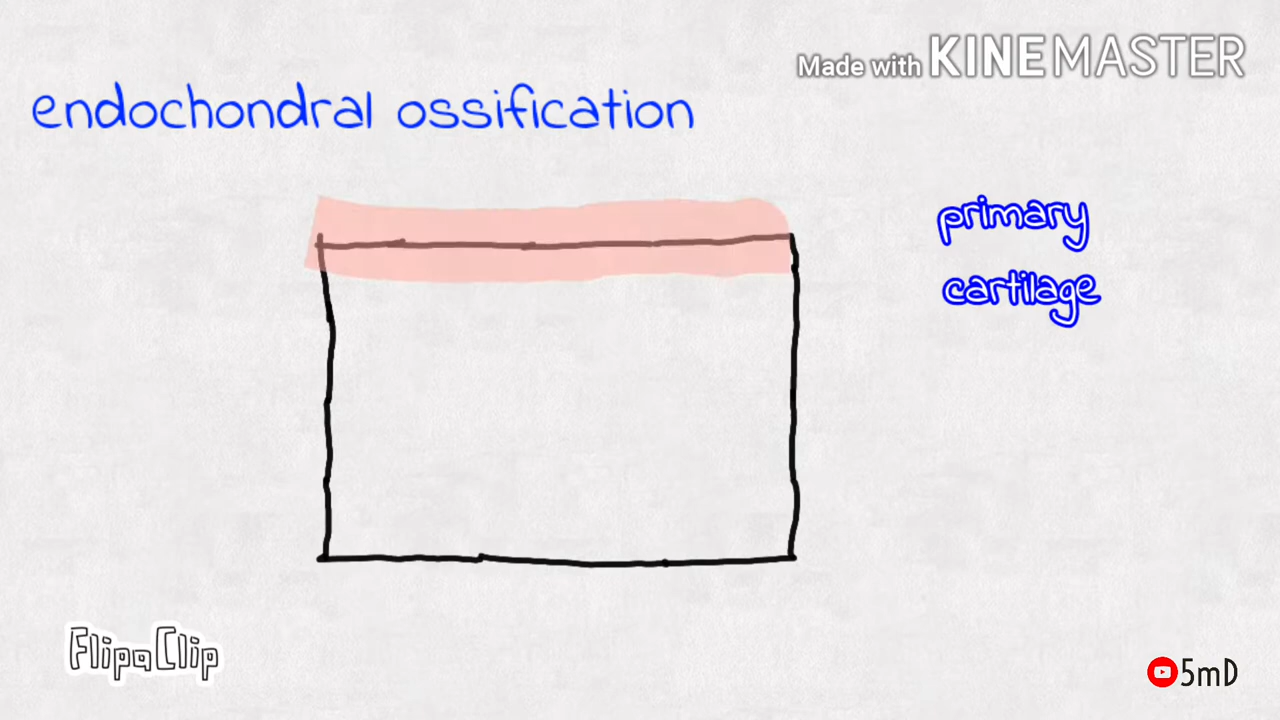 Made with KINEMASTER
endochondral ossification
primary
cartilage
FlipaClip
5mD